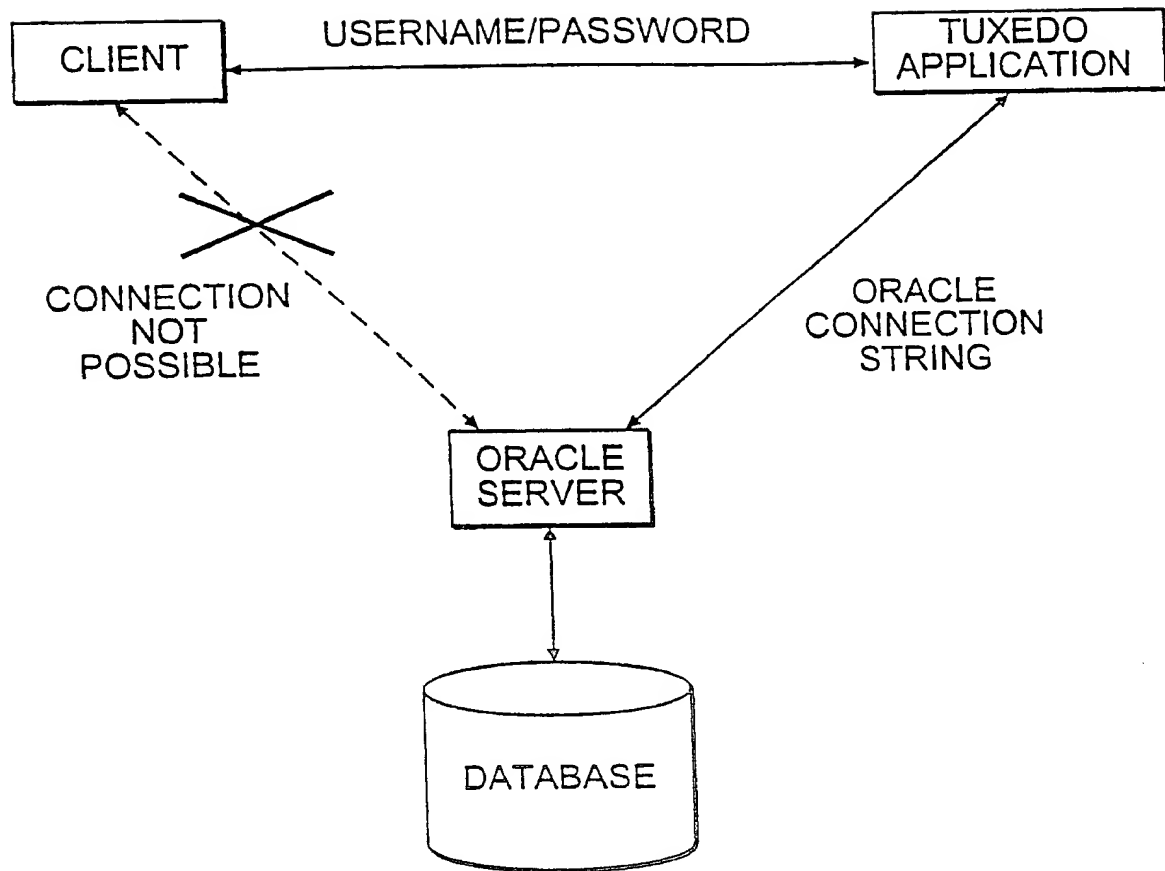 CLIENT
USERNAME/PASSWORD
TUXEDO
APPLICATION
CONNECTION
NOT
POSSIBLE
ORACLE
CONNECTION
STRING
ORACLE
SERVER
DATABASE